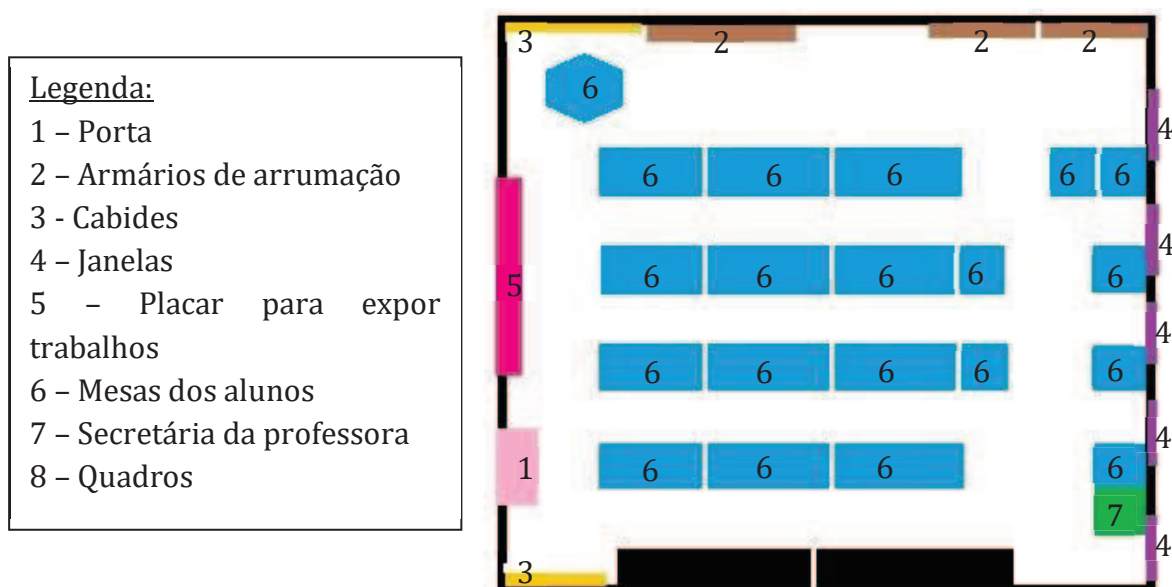 Legenda:
1 – Porta
2 – Armários de arrumação
3 - Cabides
4 – Janelas
5 – Placar para expor
trabalhos
6 – Mesas dos alunos
7 – Secretária da professora
8 – Quadros
3 2 2 2
6
4
6 6 6 6 6
4
6 6 6 6 6
5
4
6 6 6 6 6
4
1 6 6 6 6
7
4
3